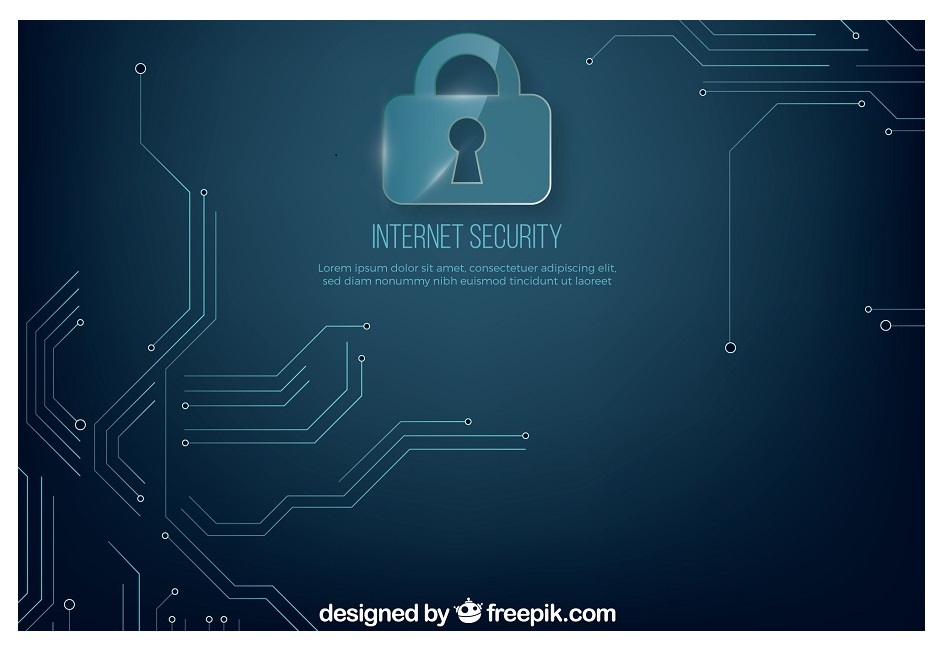 INTERNET SECURITY
Lorem ipsum dolor sit amet, consectetuer adipiscing elit,
sed diam nonummy nibh euismod tincidunt ut laoreet
designed by freepik.com